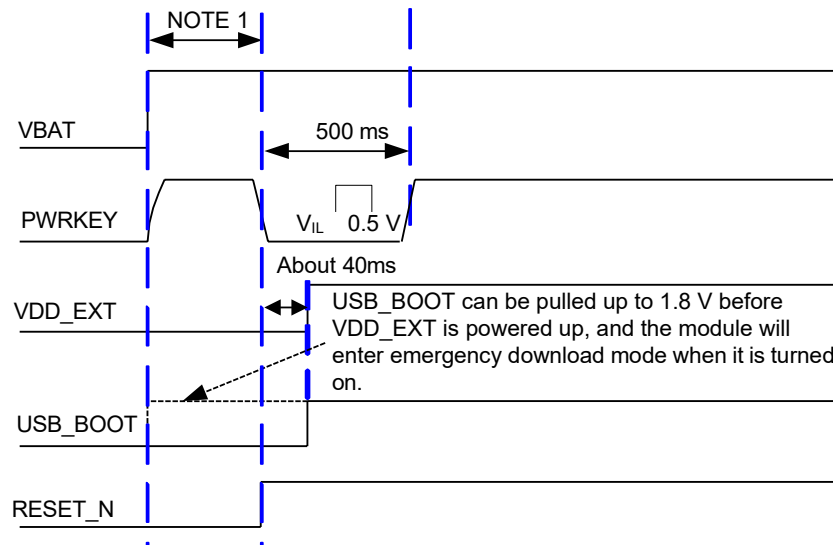 NOTE 1
VBAT
500 ms
PWRKEY
VIL 0.5 V
About 40ms
VDD_EXT
USB_BOOT can be pulled up to 1.8 V before
VDD_EXT is powered up, and the module will
enter emergency download mode when it is turned
on.
USB_BOOT
RESET_N